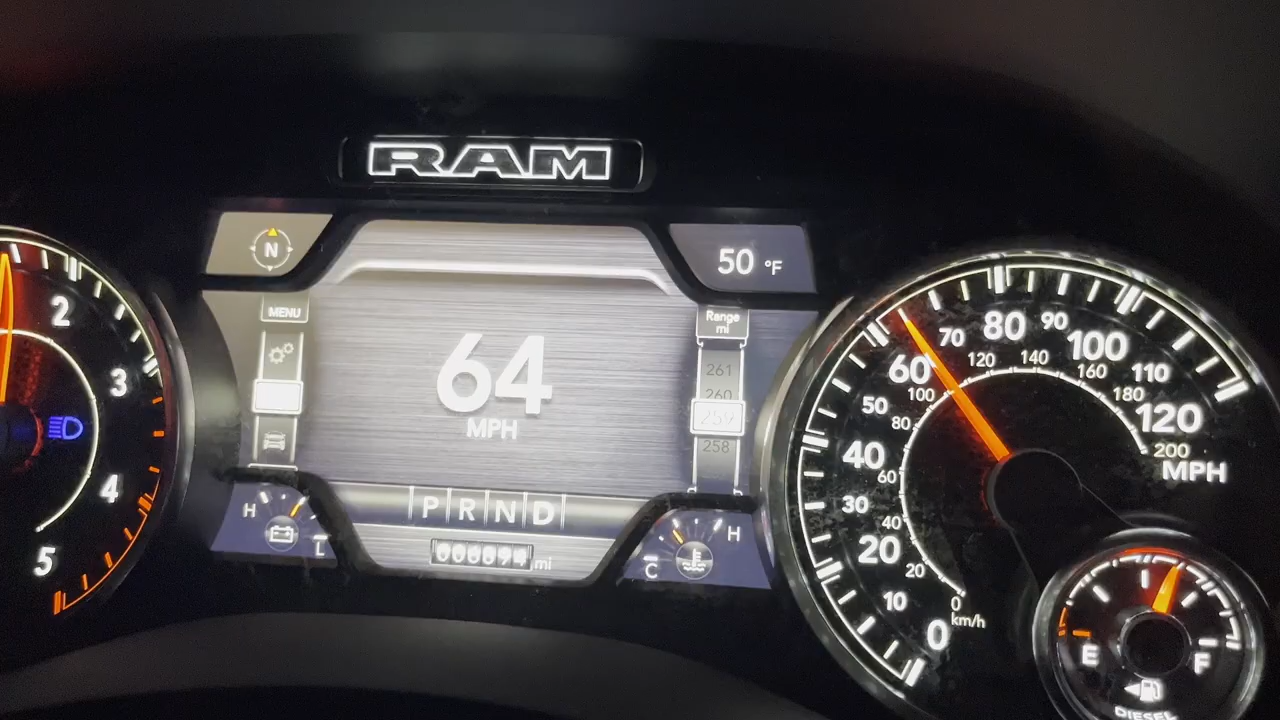 RAM
N
50 °F
MENU
Range
mi
261
260
259
258
64
MPH
P R N D
mi
H
L
H
C
2
3
4
5
0
10
20
30
40
50
60
70
80
90
100
110
120
MPH
0
20
40
60
80
100
120
140
160
180
200
km/h
E
F
DIESEL